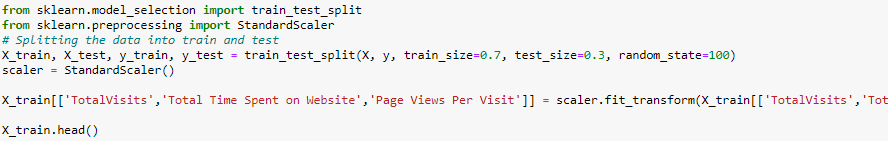 from sklearn.model_selection import train_test_split
from sklearn.preprocessing import StandardScaler
# Splitting the data into train and test
X_train, X_test, y_train, y_test = train_test_split(X, y, train_size=0.7, test_size=0.3, random_state=100)
scaler = StandardScaler()
X_train[['TotalVisits','Total Time Spent on Website','Page Views Per Visit']] = scaler.fit_transform(X_train[['TotalVisits','Tot
X_train.head()